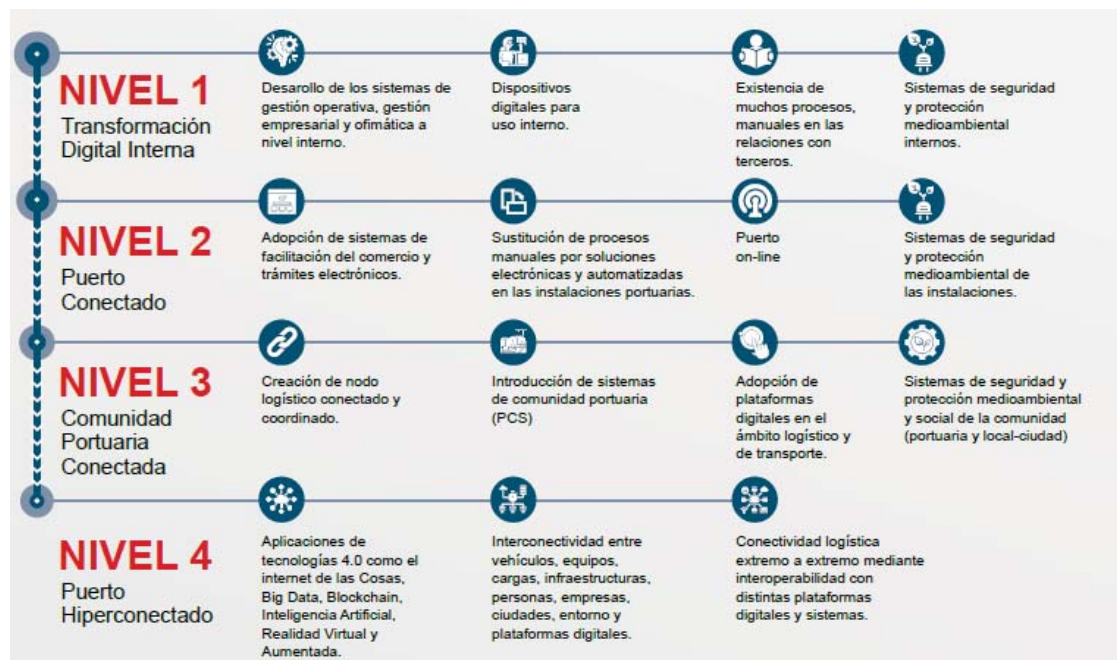 NIVEL 1
Transformación
Digital Interna
Desarollo de los sistemas de
gestión operativa, gestión
empresarial y ofimática a
nivel interno.
Dispositivos
digitales para
uso interno.
Existencia de
muchos procesos,
manuales en las
relaciones con
terceros.
Sistemas de seguridad
y protección
medioambiental
internos.
NIVEL 2
Puerto
Conectado
Adopción de sistemas de
facilitación del comercio y
trámites electrónicos.
Sustitución de procesos
manuales por soluciones
electrónicas y automatizadas
en las instalaciones portuarias.
Puerto
on-line
Sistemas de seguridad
y protección
medioambiental de
las instalaciones.
NIVEL 3
Comunidad
Portuaria
Conectada
Creación de nodo
logístico conectado y
coordinado.
Introducción de sistemas
de comunidad portuaria
(PCS)
Adopción de
plataformas
digitales en el
ámbito logístico y
de transporte.
Sistemas de seguridad y
protección medioambiental
y social de la comunidad
(portuaria y local-ciudad)
NIVEL 4
Puerto
Hiperconectado
Aplicaciones de
tecnologías 4.0 como el
internet de las Cosas,
Big Data, Blockchain,
Inteligencia Artificial,
Realidad Virtual y
Aumentada.
Interconectividad entre
vehículos, equipos,
cargas, infraestructuras,
personas, empresas,
ciudades, entorno y
plataformas digitales.
Conectividad logística
extremo a extremo mediante
interoperabilidad con
distintas plataformas
digitales y sistemas.